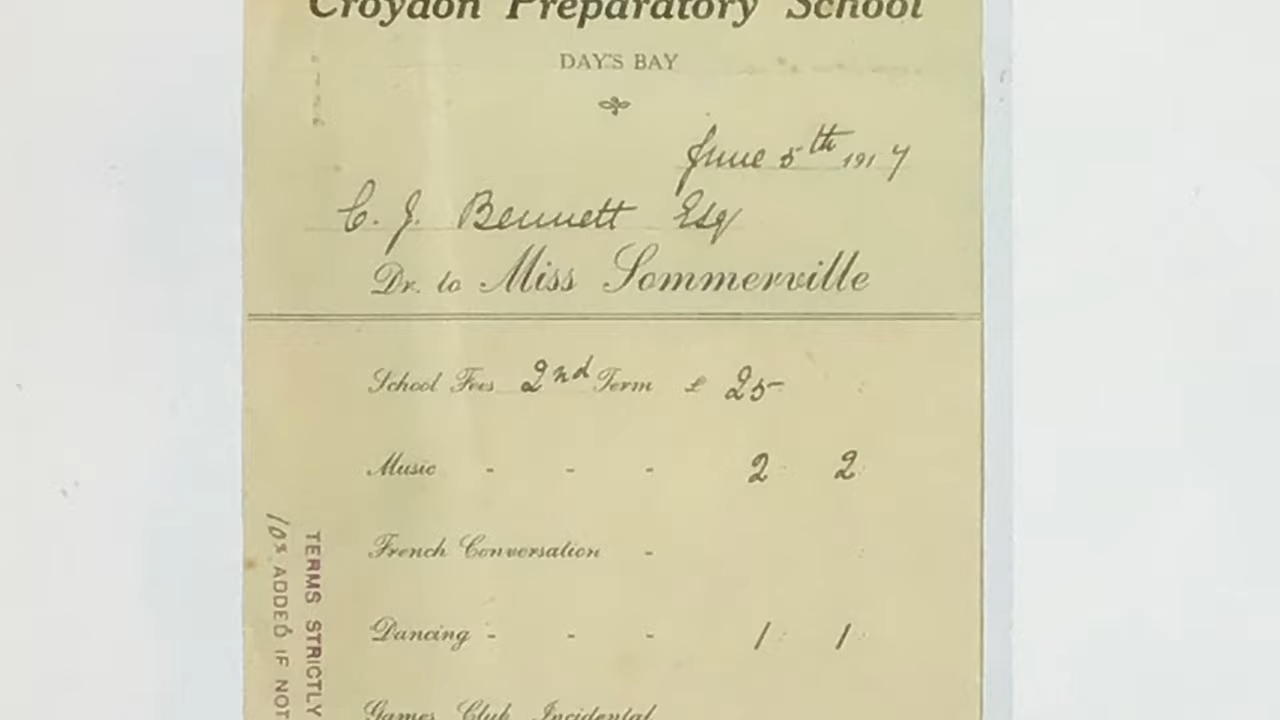 Croydon Preparatory School
DAY'S BAY
June 5th 1917
C. J. Bennett Esq
Dr. to Miss Sommerville
School Fees 2nd Term £ 25
Music - - - 2 2
French Conversation -
Dancing - - - 1 1
Games Club Incidental
TERMS STRICTLY
10% ADDED IF NOT